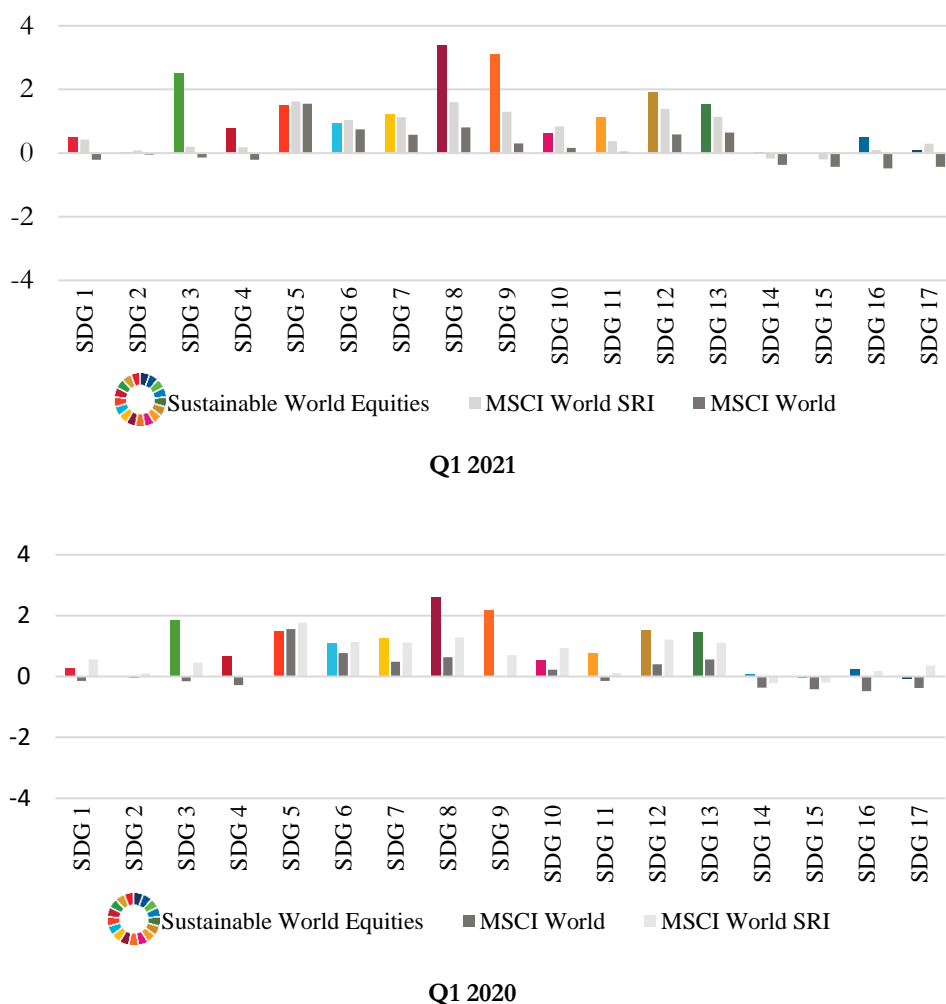 4
2
0
-2
-4
SDG 1
SDG 2
SDG 3
SDG 4
SDG 5
SDG 6
SDG 7
SDG 8
SDG 9
SDG 10
SDG 11
SDG 12
SDG 13
SDG 14
SDG 15
SDG 16
SDG 17
Sustainable World Equities MSCI World SRI MSCI World
Q1 2021
4
2
0
-2
-4
SDG 1
SDG 2
SDG 3
SDG 4
SDG 5
SDG 6
SDG 7
SDG 8
SDG 9
SDG 10
SDG 11
SDG 12
SDG 13
SDG 14
SDG 15
SDG 16
SDG 17
Sustainable World Equities MSCI World MSCI World SRI
Q1 2020